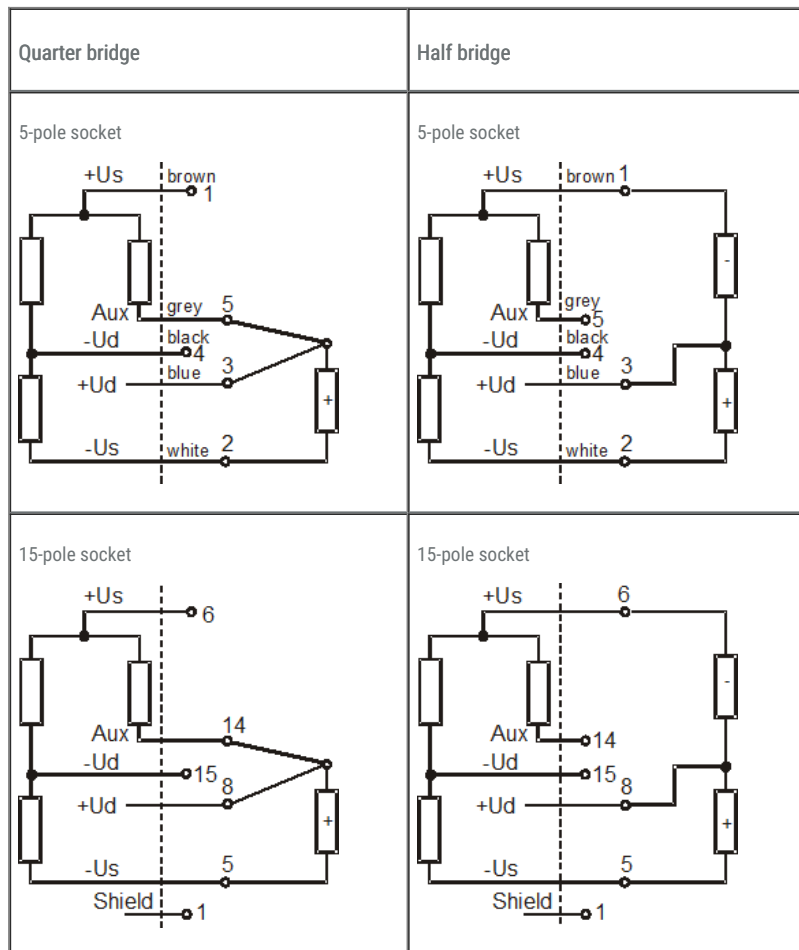 Quarter bridge
Half bridge
5-pole socket
+Us
brown
1
Aux
grey
5
-Ud
black
4
+Ud
blue
3
+
-Us
white
2
5-pole socket
+Us
brown 1
-
Aux
grey
5
-Ud
black
4
+Ud
blue
3
+
-Us
white
2
15-pole socket
+Us
6
Aux
14
-Ud
15
+Ud
8
+
-Us
5
Shield
1
15-pole socket
+Us
6
-
Aux
14
-Ud
15
+Ud
8
+
-Us
5
Shield
1